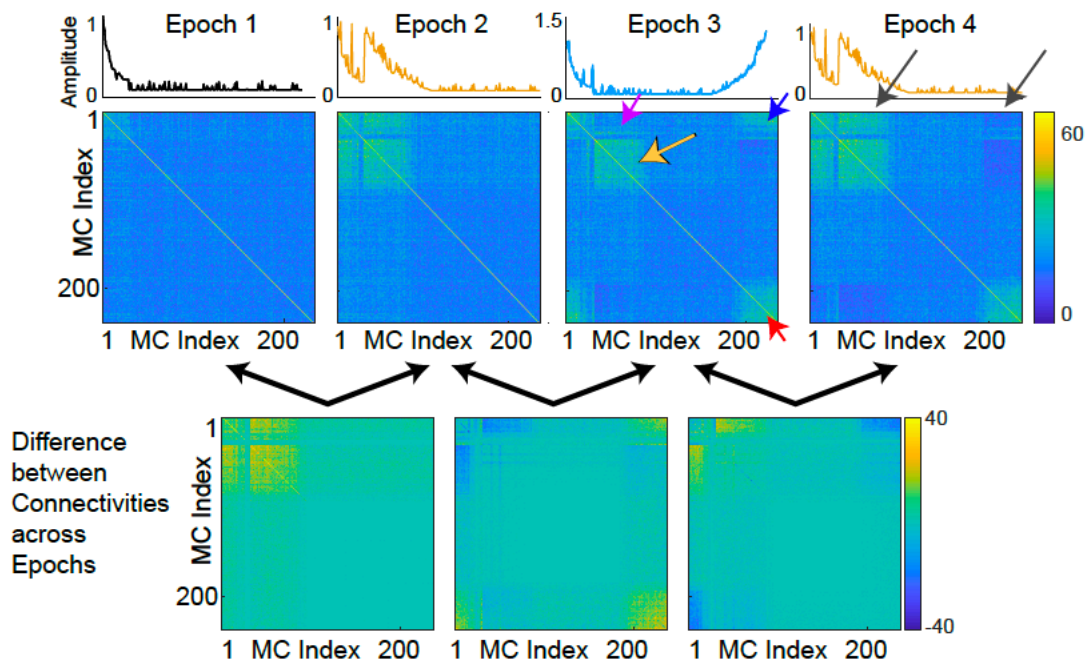 Epoch 1
Epoch 2
Epoch 3
Epoch 4
Amplitude
1
0
1
0
1.5
0
1
0
MC Index
1
200
60
0
1 MC Index 200
1 MC Index 200
1 MC Index 200
1 MC Index 200
Difference
between
Connectivities
across
Epochs
MC Index
1
200
40
-40
1 MC Index 200
1 MC Index 200
1 MC Index 200